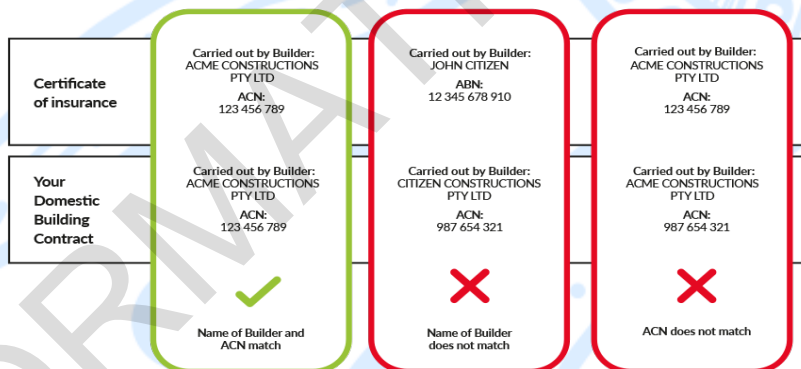 Certificate
of insurance
Carried out by Builder:
ACME CONSTRUCTIONS
PTY LTD
ACN:
123 456 789
Carried out by Builder:
JOHN CITIZEN
ABN:
12 345 678 910
Carried out by Builder:
ACME CONSTRUCTIONS
PTY LTD
ACN:
123 456 789
Your
Domestic
Building
Contract
Carried out by Builder:
ACME CONSTRUCTIONS
PTY LTD
ACN:
123 456 789
Carried out by Builder:
CITIZEN CONSTRUCTIONS
PTY LTD
ACN:
987 654 321
Carried out by Builder:
ACME CONSTRUCTIONS
PTY LTD
ACN:
987 654 321
Name of Builder and
ACN match
Name of Builder
does not match
ACN does not match